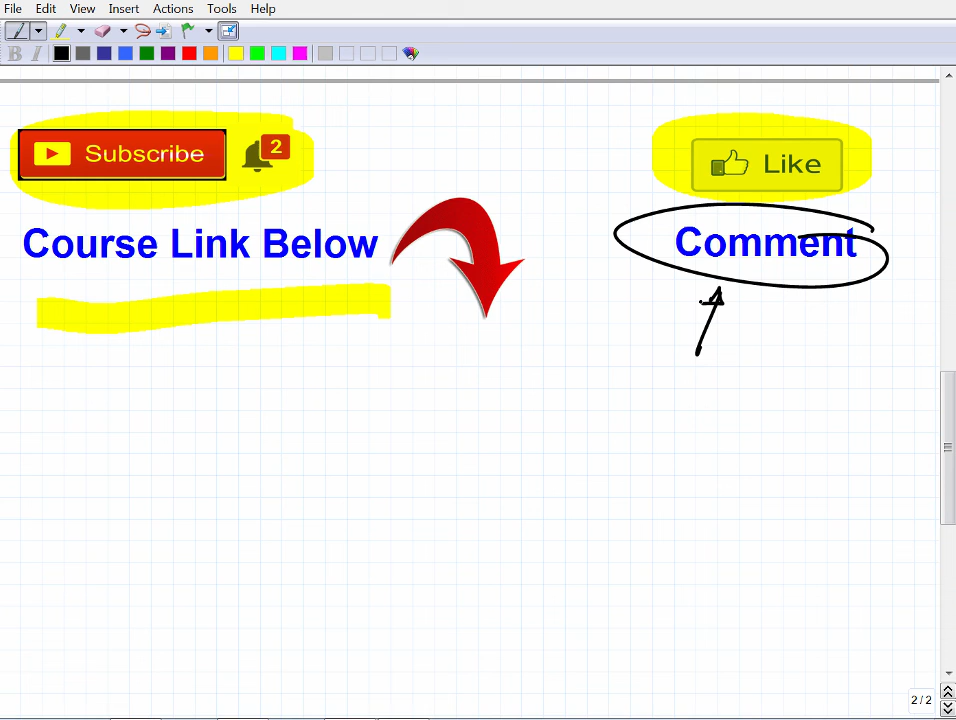 File Edit View Insert Actions Tools Help
B I
Subscribe 2
Like
Course Link Below
Comment
2 / 2